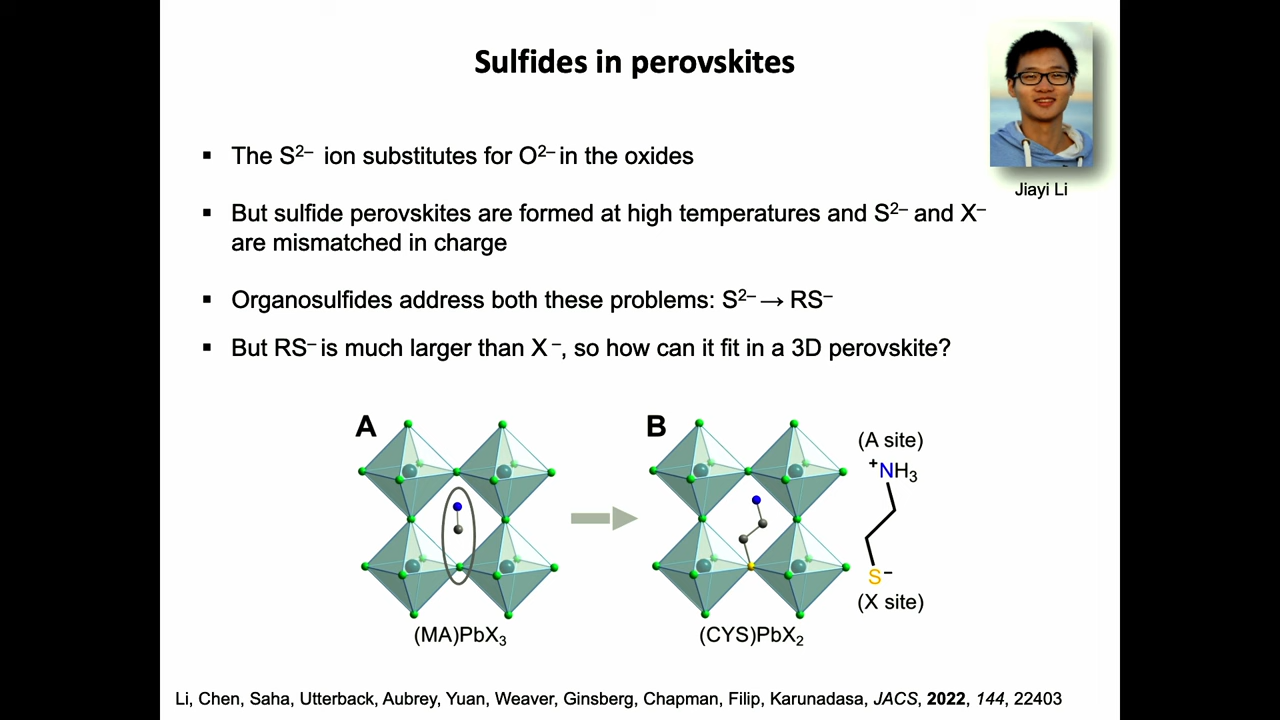 Sulfides in perovskites
Jiayi Li
▪ The S²⁻ ion substitutes for O²⁻ in the oxides
▪ But sulfide perovskites are formed at high temperatures and S²⁻ and X⁻
are mismatched in charge
▪ Organosulfides address both these problems: S²⁻ → RS⁻
▪ But RS⁻ is much larger than X⁻, so how can it fit in a 3D perovskite?
A
B
(A site)
⁺NH₃
S⁻
(X site)
(MA)PbX₃
(CYS)PbX₂
Li, Chen, Saha, Utterback, Aubrey, Yuan, Weaver, Ginsberg, Chapman, Filip, Karunadasa, JACS, 2022, 144, 22403